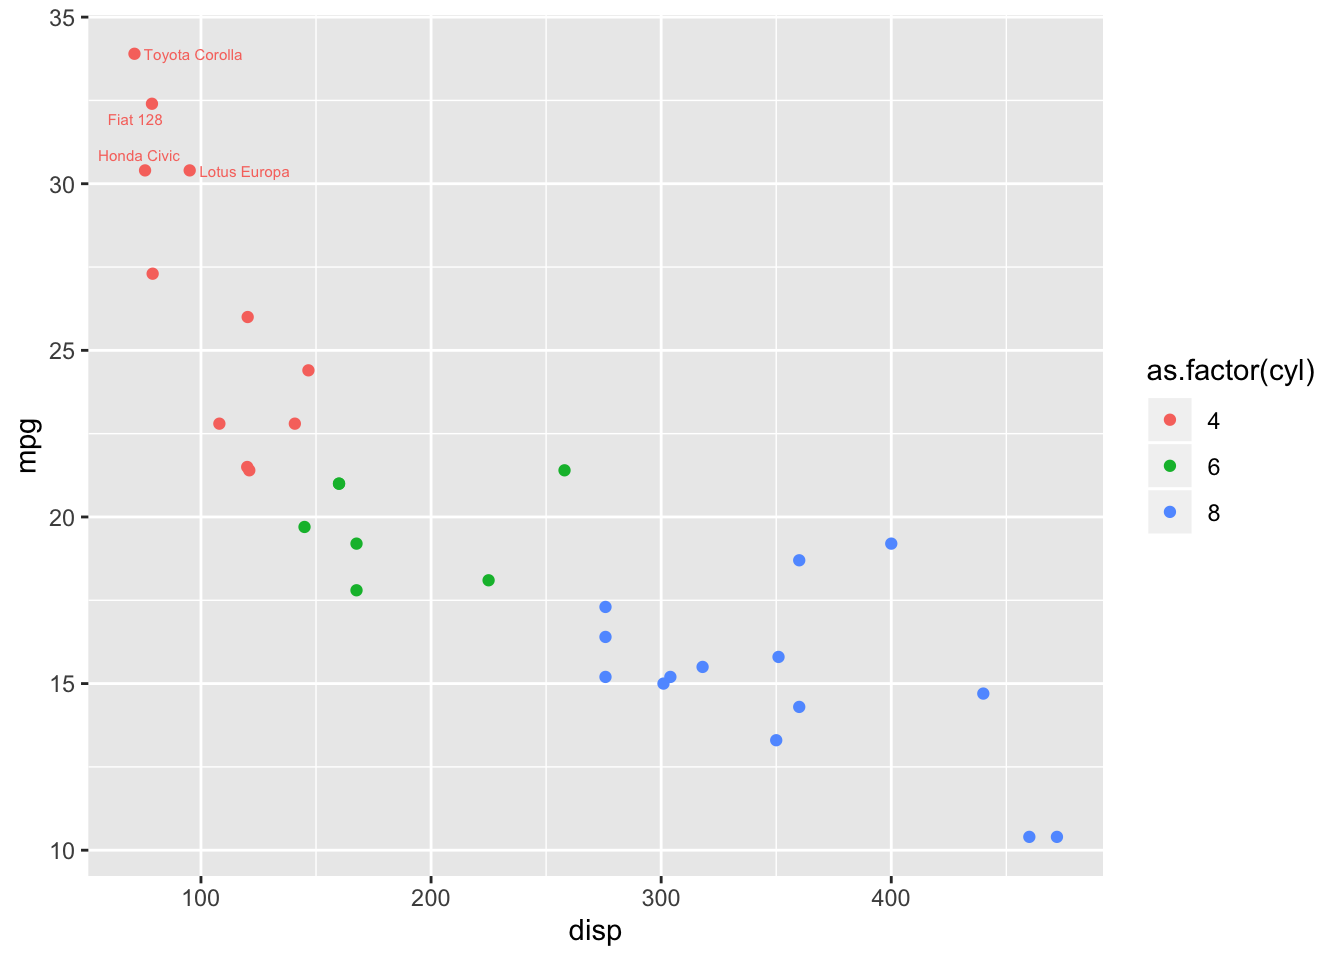 35
Toyota Corolla
Fiat 128
Honda Civic
Lotus Europa
30
25
20
15
10
mpg
100 200 300 400
disp
as.factor(cyl)
4
6
8